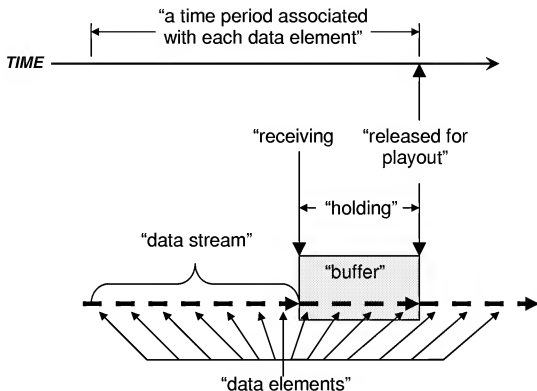 “a time period associated
with each data element”
TIME
“receiving
“released for
playout”
“holding”
“data stream”
“buffer”
“data elements”